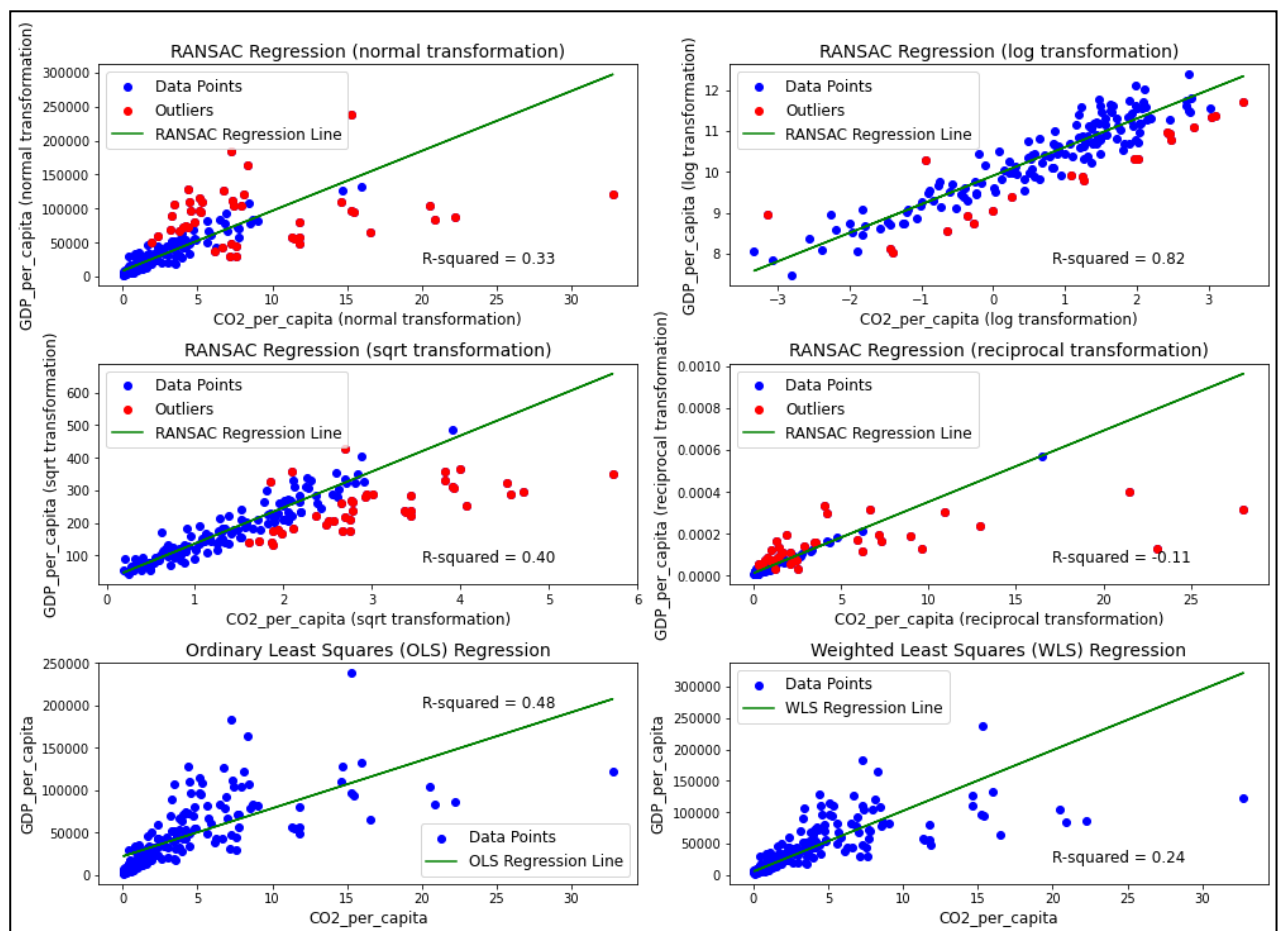 RANSAC Regression (normal transformation)
GDP_per_capita (normal transformation)
300000
250000
200000
150000
100000
50000
0
Data Points
Outliers
RANSAC Regression Line
R-squared = 0.33
0 5 10 15 20 25 30
CO2_per_capita (normal transformation)
RANSAC Regression (log transformation)
GDP_per_capita (log transformation)
12
11
10
9
8
Data Points
Outliers
RANSAC Regression Line
R-squared = 0.82
−3 −2 −1 0 1 2 3
CO2_per_capita (log transformation)
RANSAC Regression (sqrt transformation)
GDP_per_capita (sqrt transformation)
600
500
400
300
200
100
Data Points
Outliers
RANSAC Regression Line
R-squared = 0.40
0 1 2 3 4 5 6
CO2_per_capita (sqrt transformation)
RANSAC Regression (reciprocal transformation)
GDP_per_capita (reciprocal transformation)
0.0010
0.0008
0.0006
0.0004
0.0002
0.0000
Data Points
Outliers
RANSAC Regression Line
R-squared = -0.11
0 5 10 15 20 25
CO2_per_capita (reciprocal transformation)
Ordinary Least Squares (OLS) Regression
GDP_per_capita
250000
200000
150000
100000
50000
0
R-squared = 0.48
Data Points
OLS Regression Line
0 5 10 15 20 25 30
CO2_per_capita
Weighted Least Squares (WLS) Regression
GDP_per_capita
300000
250000
200000
150000
100000
50000
0
Data Points
WLS Regression Line
R-squared = 0.24
0 5 10 15 20 25 30
CO2_per_capita